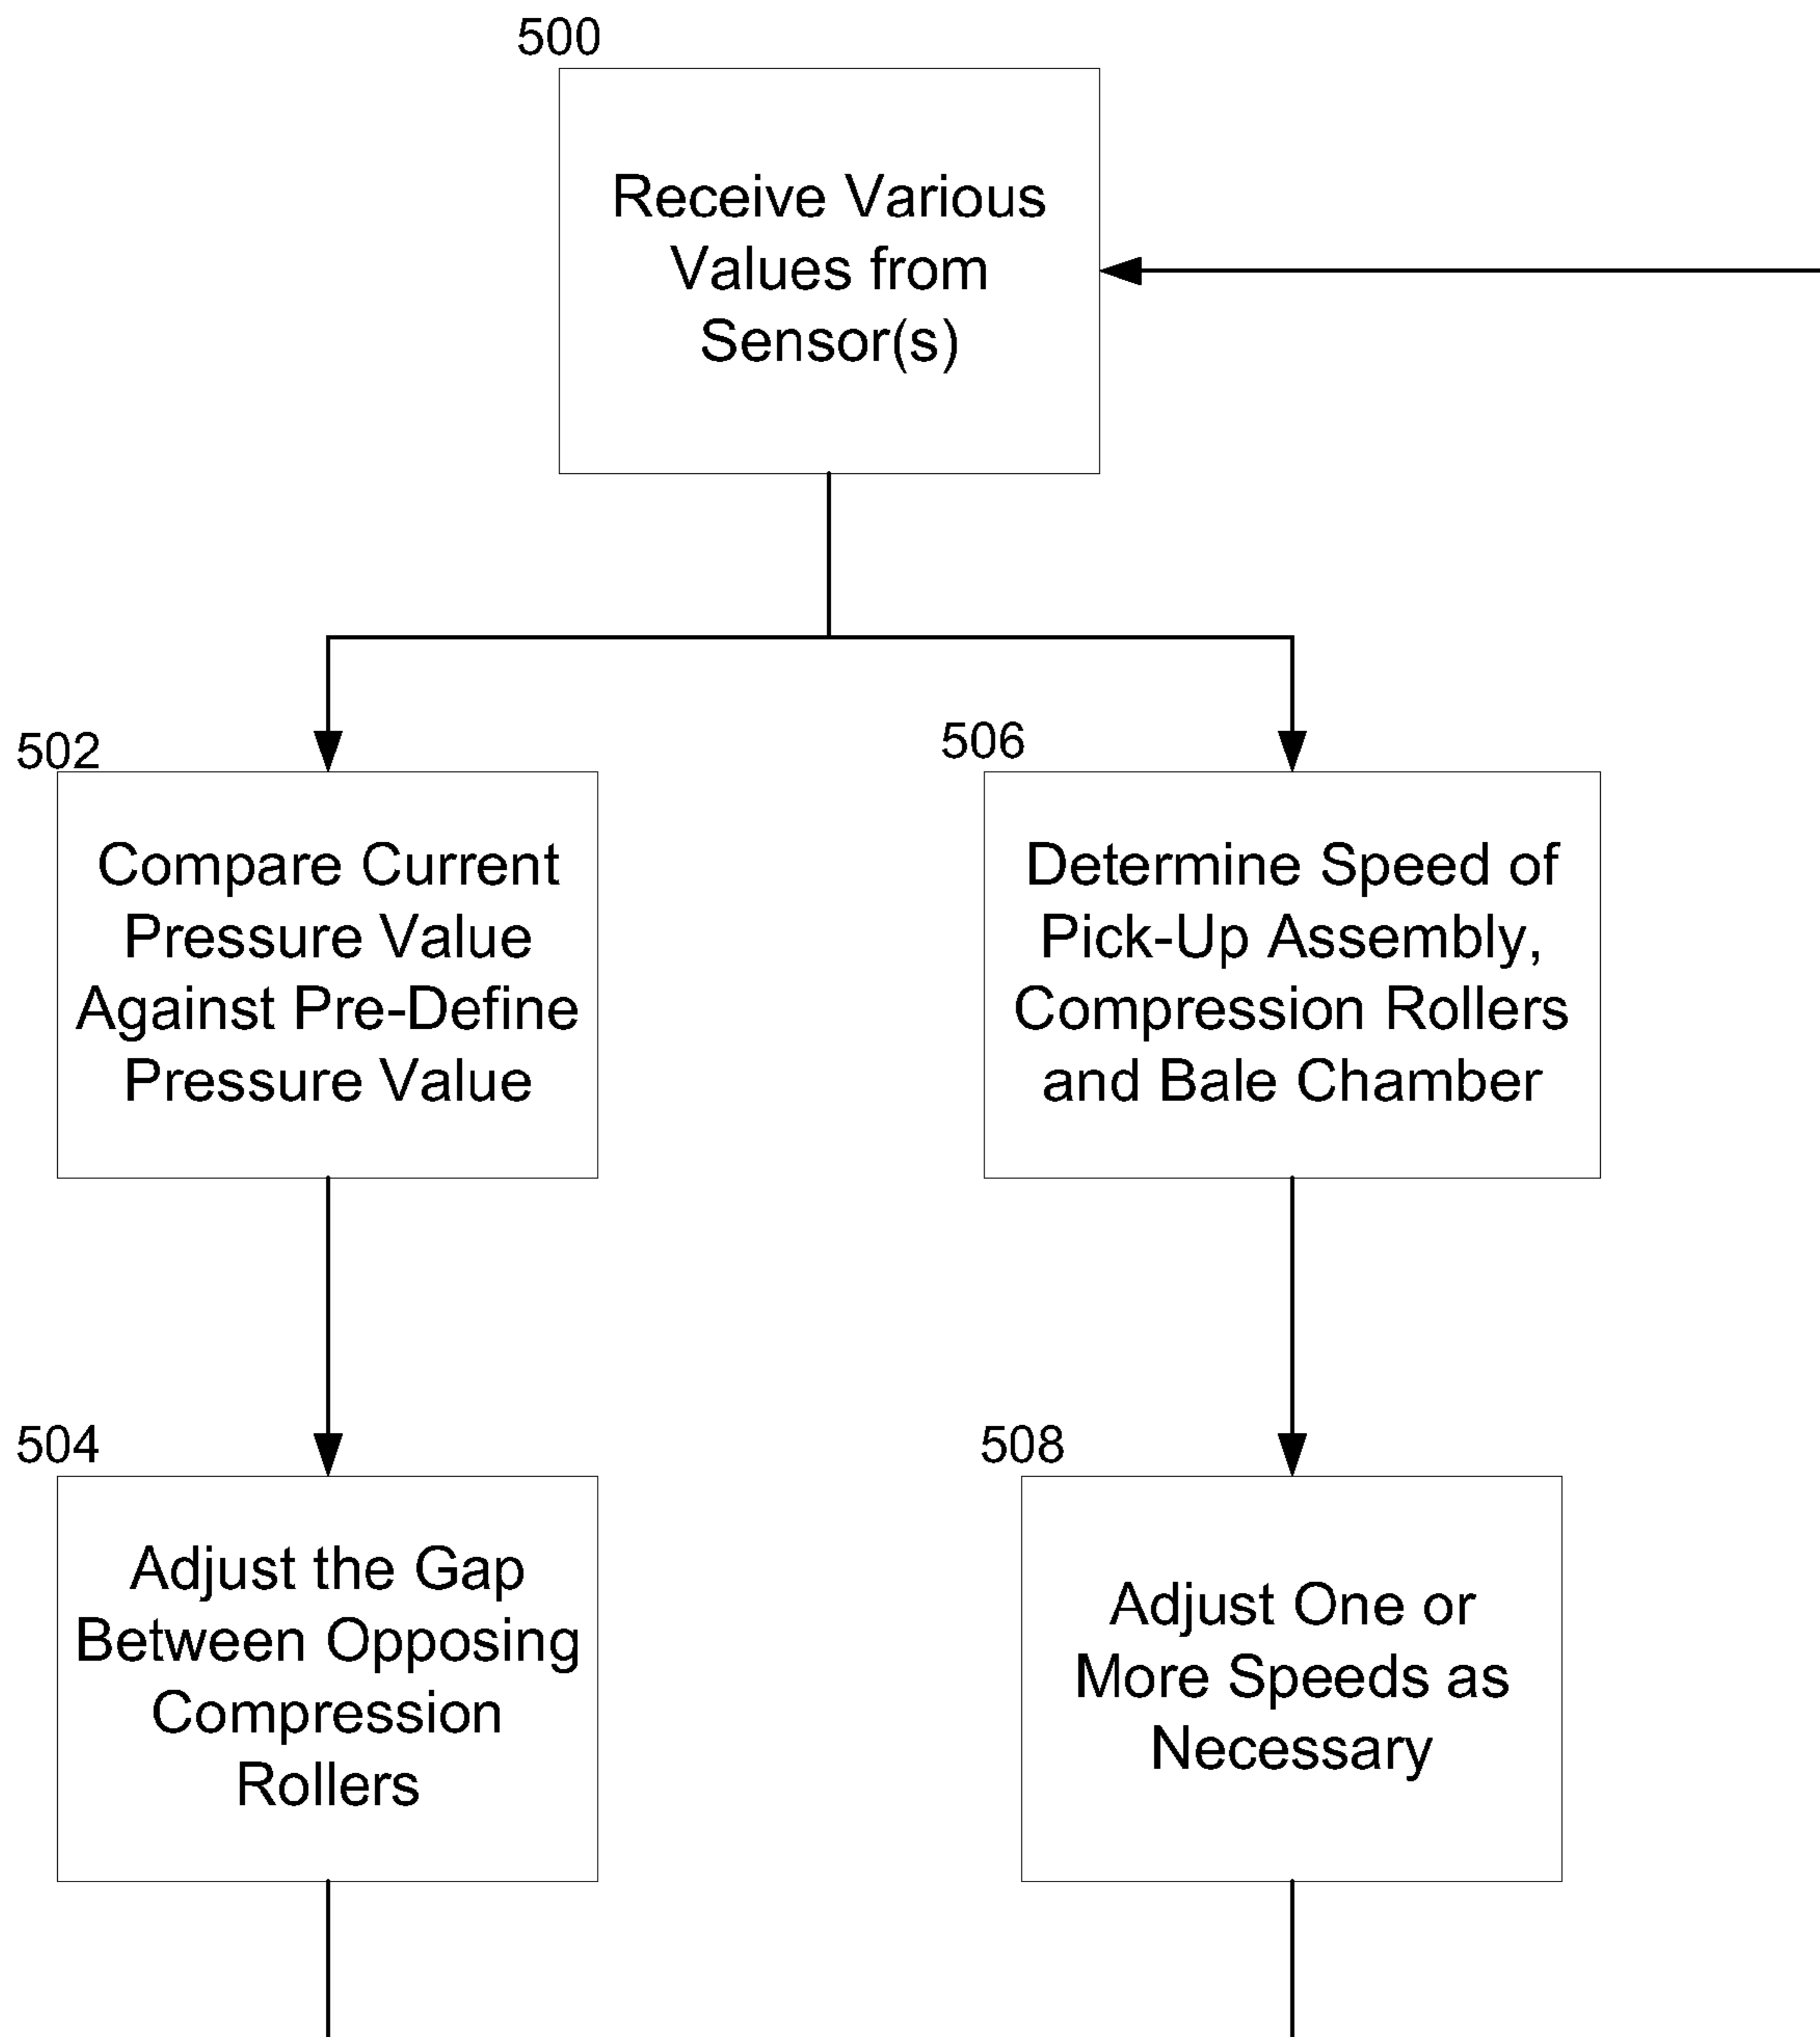 500
Receive Various
Values from
Sensor(s)
502
Compare Current
Pressure Value
Against Pre-Define
Pressure Value
506
Determine Speed of
Pick-Up Assembly,
Compression Rollers
and Bale Chamber
504
Adjust the Gap
Between Opposing
Compression
Rollers
508
Adjust One or
More Speeds as
Necessary